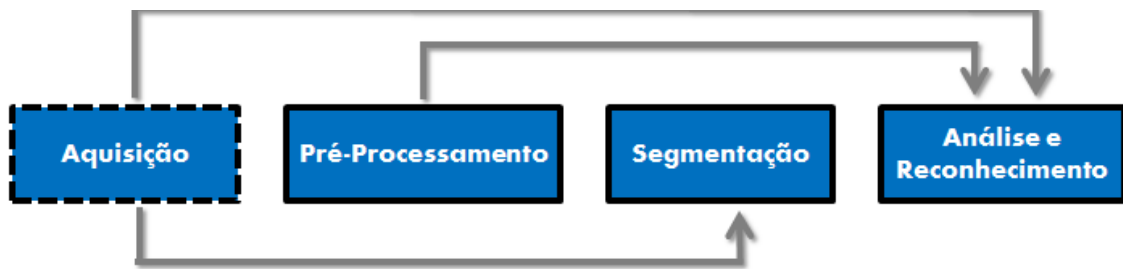 Aquisição
Pré-Processamento
Segmentação
Análise e
Reconhecimento